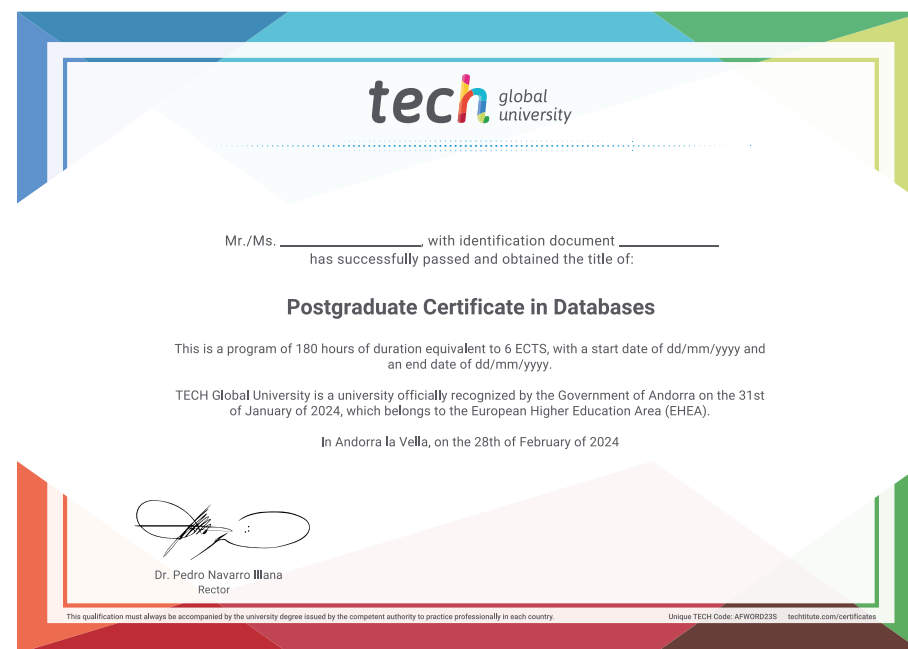 tech global university
Mr./Ms. ____________, with identification document ____________
has successfully passed and obtained the title of:
Postgraduate Certificate in Databases
This is a program of 180 hours of duration equivalent to 6 ECTS, with a start date of dd/mm/yyyy and
an end date of dd/mm/yyyy.
TECH Global University is a university officially recognized by the Government of Andorra on the 31st
of January of 2024, which belongs to the European Higher Education Area (EHEA).
In Andorra la Vella, on the 28th of February of 2024
Dr. Pedro Navarro Illana
Rector
This qualification must always be accompanied by the university degree issued by the competent authority to practice professionally in each country. Unique TECH Code: AFWORD23S techtitute.com/certificates